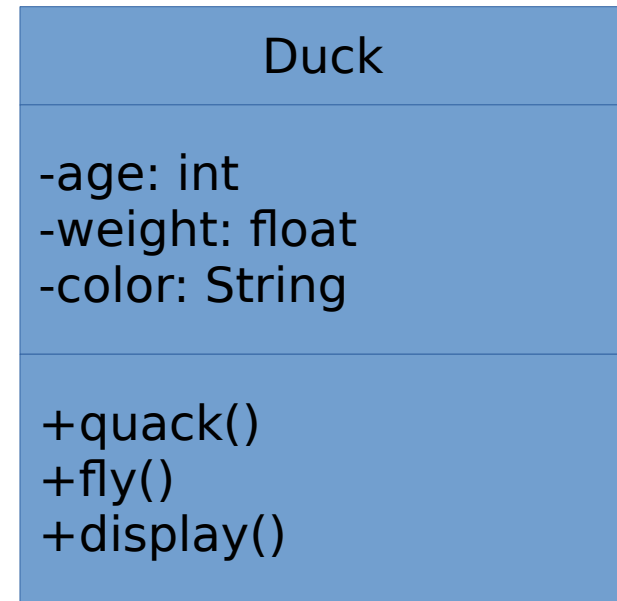 Duck
-age: int
-weight: float
-color: String
+quack()
+fly()
+display()